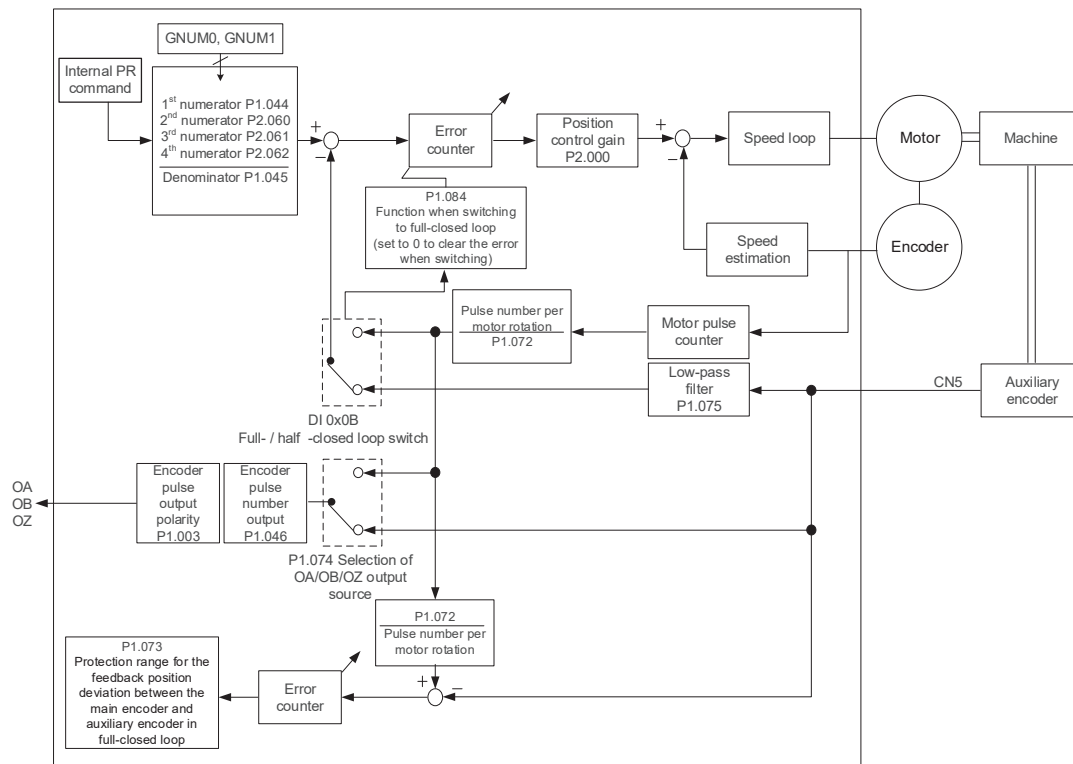 GNUM0, GNUM1
Internal PR
command
1st numerator P1.044
2nd numerator P2.060
3rd numerator P2.061
4th numerator P2.062
Denominator P1.045
+
−
Error
counter
Position
control gain
P2.000
+
−
Speed loop
Motor
Machine
P1.084
Function when switching
to full-closed loop
(set to 0 to clear the error
when switching)
Speed
estimation
Encoder
Pulse number per
motor rotation
P1.072
Motor pulse
counter
Low-pass
filter
P1.075
CN5
Auxiliary
encoder
DI 0x0B
Full- / half -closed loop switch
OA
OB
OZ
Encoder
pulse
output
polarity
P1.003
Encoder
pulse
number
output
P1.046
P1.074 Selection of
OA/OB/OZ output
source
P1.072
Pulse number per
motor rotation
P1.073
Protection range for the
feedback position
deviation between the
main encoder and
auxiliary encoder in
full-closed loop
Error
counter
+
−